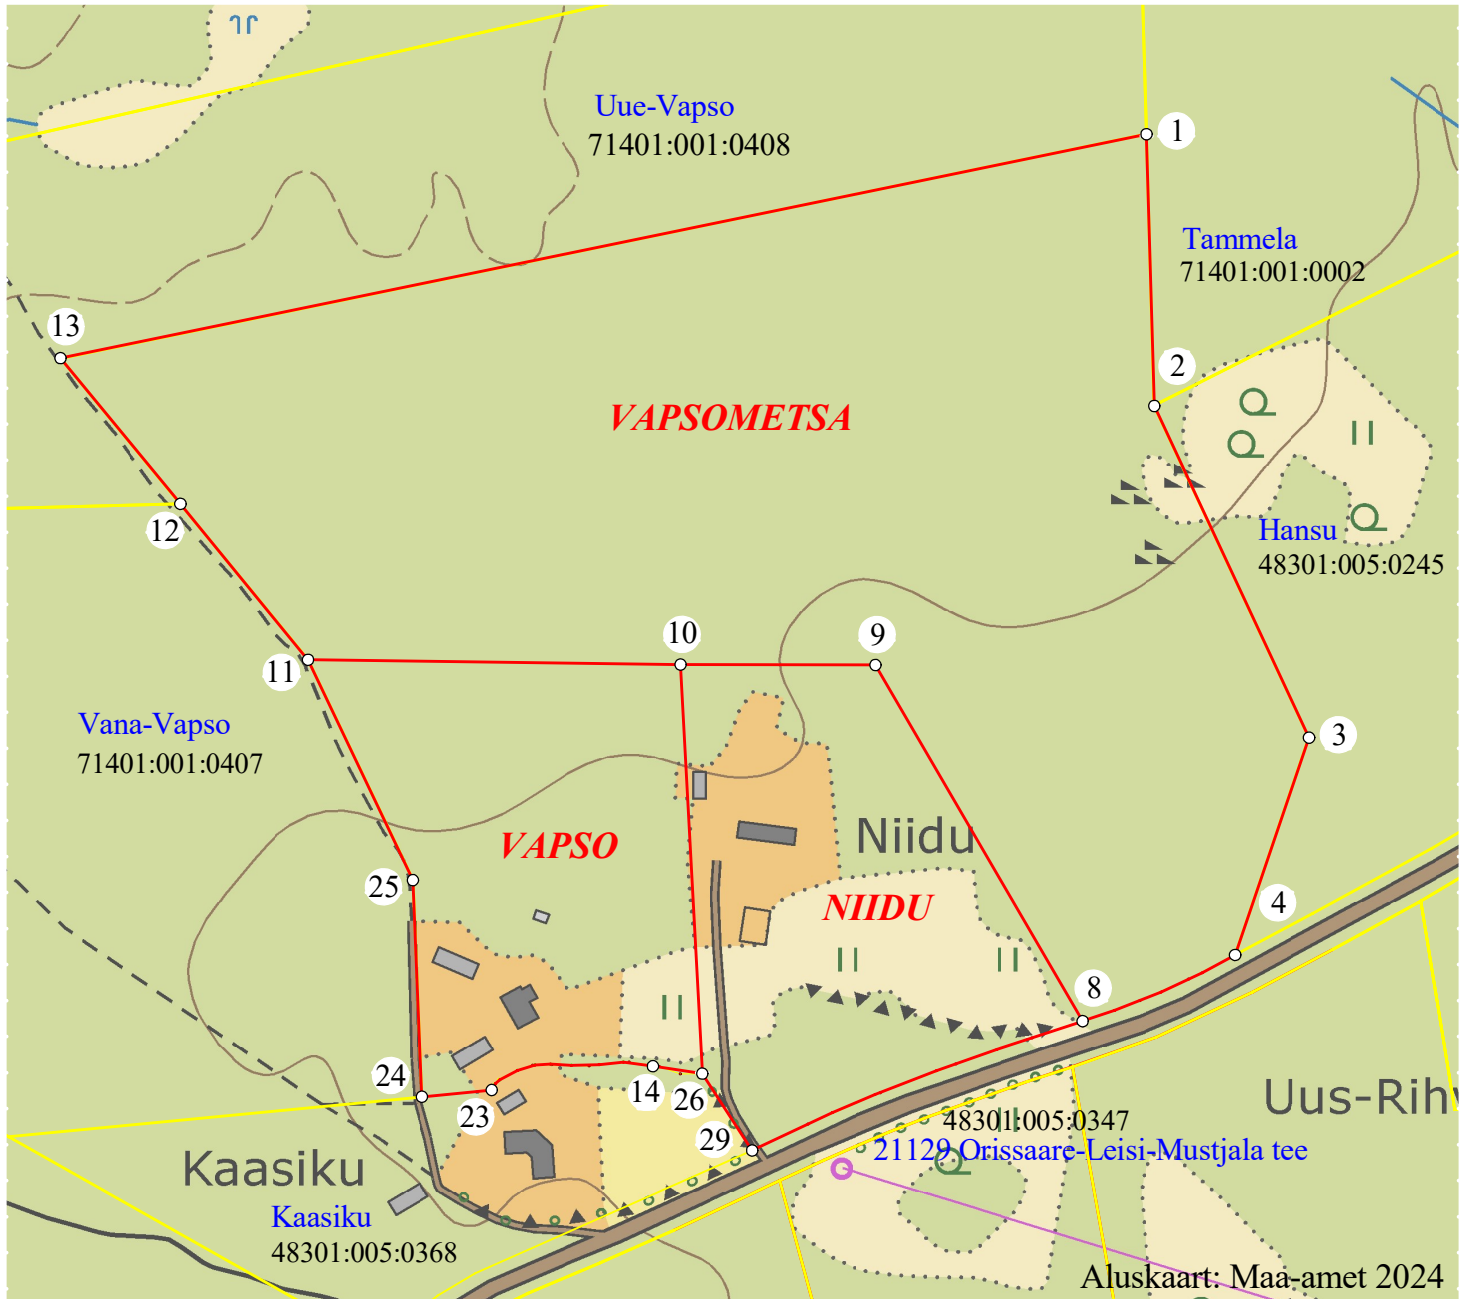 Uue-Vapso
71401:001:0408
1
Tammela
71401:001:0002
13
2
VAPSOMETSA
12
Hansu
48301:005:0245
10
9
11
Vana-Vapso
71401:001:0407
3
VAPSO
Niidu
25
NIIDU
4
8
24
23
14
26
29
Uus-Rih
48301:005:0347
21129 Orissaare-Leisi-Mustjala tee
Kaasiku
Kaasiku
48301:005:0368
Aluskaart: Maa-amet 2024